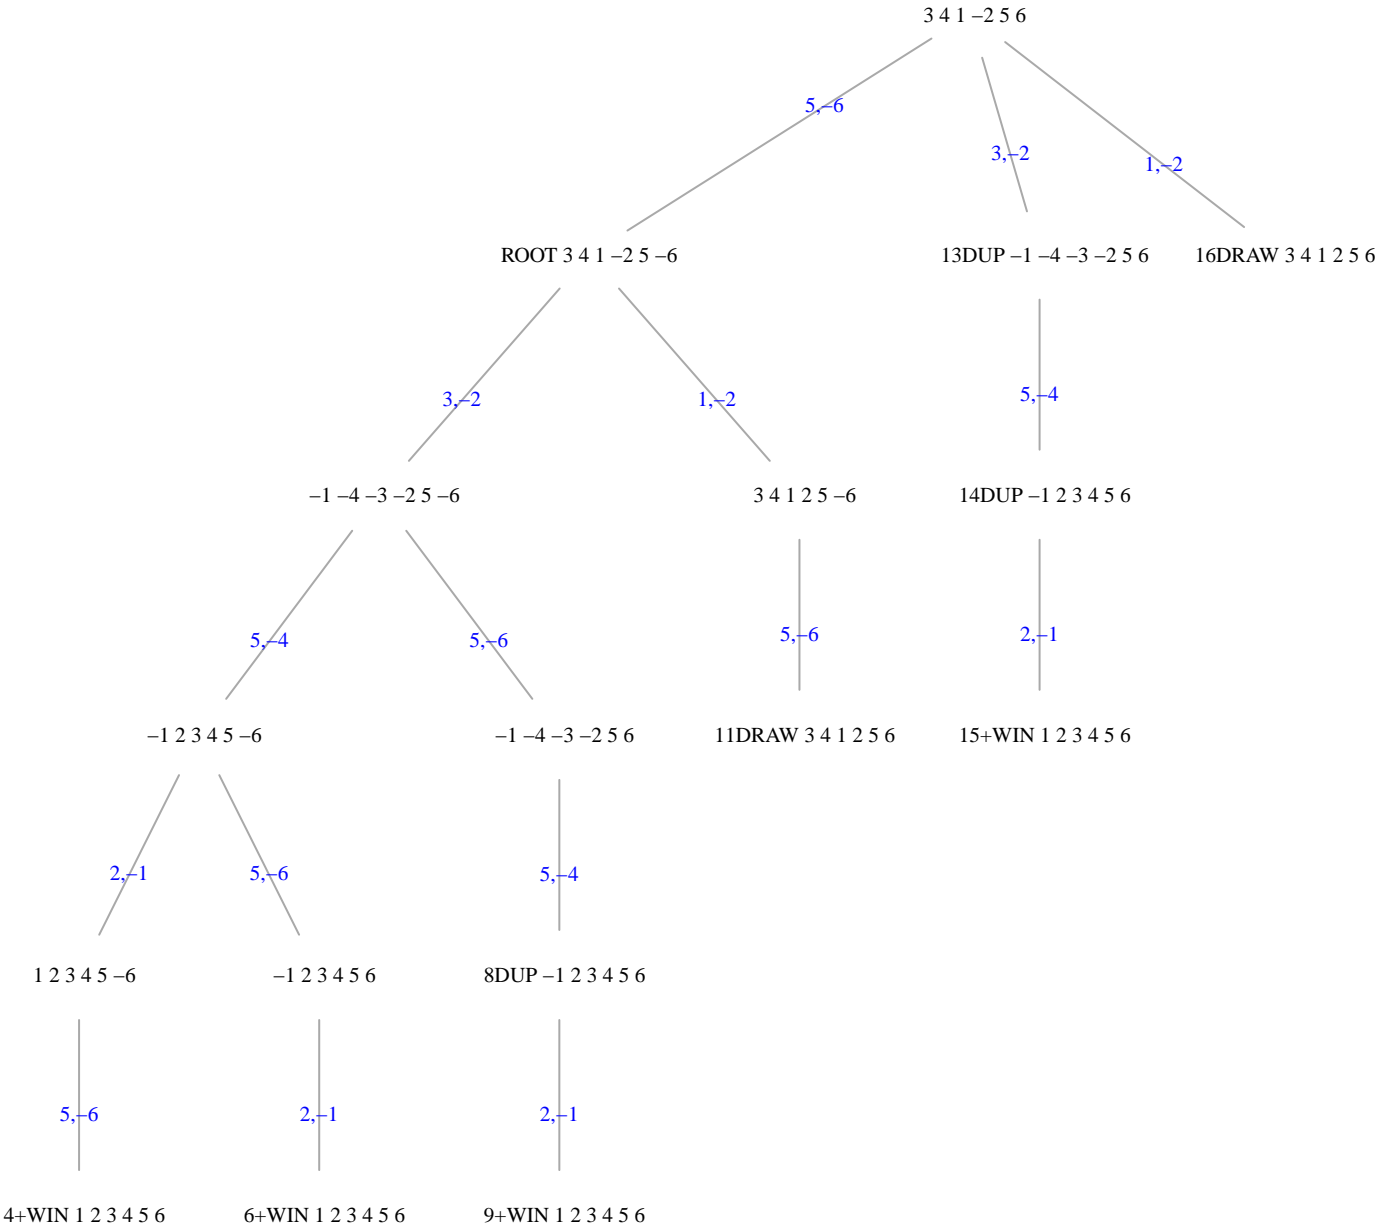 3 4 1 –2 5 6
5,–6
3,–2
1,–2
ROOT 3 4 1 –2 5 –6
13DUP –1 –4 –3 –2 5 6
16DRAW 3 4 1 2 5 6
3,–2
1,–2
5,–4
–1 –4 –3 –2 5 –6
3 4 1 2 5 –6
14DUP –1 2 3 4 5 6
5,–4
5,–6
5,–6
2,–1
–1 2 3 4 5 –6
–1 –4 –3 –2 5 6
11DRAW 3 4 1 2 5 6
15+WIN 1 2 3 4 5 6
2,–1
5,–6
5,–4
1 2 3 4 5 –6
–1 2 3 4 5 6
8DUP –1 2 3 4 5 6
5,–6
2,–1
2,–1
4+WIN 1 2 3 4 5 6
6+WIN 1 2 3 4 5 6
9+WIN 1 2 3 4 5 6